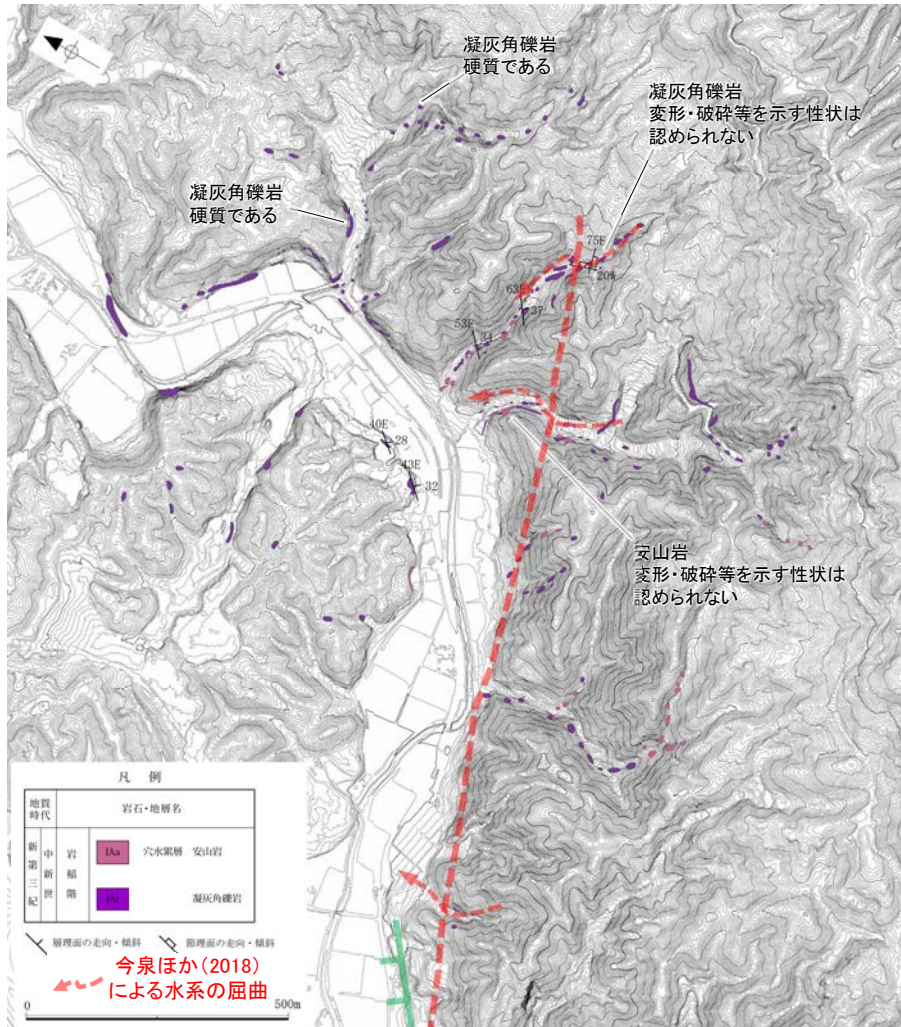 凝灰角礫岩
硬質である
凝灰角礫岩
変形・破砕等を示す性状は
認められない
凝灰角礫岩
硬質である
75E
20W
37
53E
34
40E
28
43E
32
安山岩
変形・破砕等を示す性状は
認められない
凡 例
地質時代 岩石・地層名
新第三紀 中新世 岩稲階
IAa 穴水累層 安山岩
IAt 凝灰角礫岩
層理面の走向・傾斜 節理面の走向・傾斜
今泉ほか(2018)
による水系の屈曲
0 500m